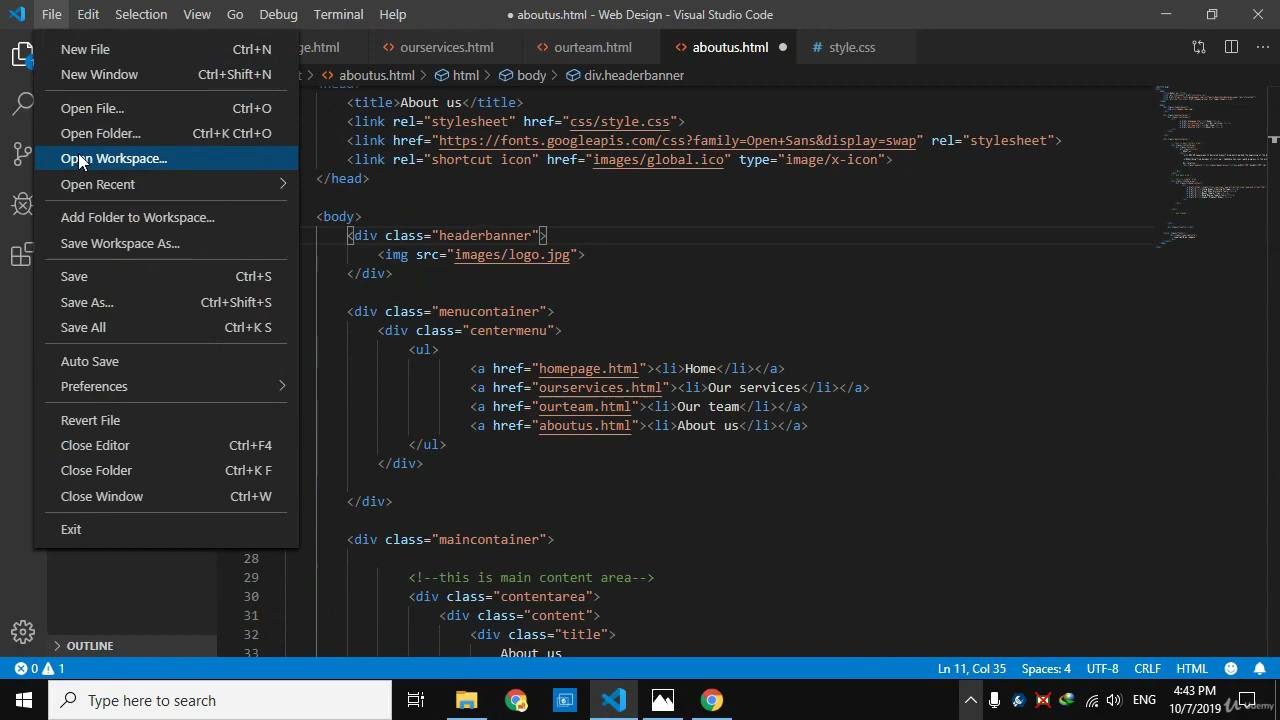 File Edit Selection View Go Debug Terminal Help ● aboutus.html - Web Design - Visual Studio Code
ge.html ourservices.html ourteam.html aboutus.html style.css
aboutus.html html body div.headerbanner
New File Ctrl+N
New Window Ctrl+Shift+N
Open File... Ctrl+O
Open Folder... Ctrl+K Ctrl+O
Open Workspace...
Open Recent
Add Folder to Workspace...
Save Workspace As...
Save Ctrl+S
Save As... Ctrl+Shift+S
Save All Ctrl+K S
Auto Save
Preferences
Revert File
Close Editor Ctrl+F4
Close Folder Ctrl+K F
Close Window Ctrl+W
Exit
OUTLINE
<title>About us</title>
<link rel="stylesheet" href="css/style.css">
<link href="https://fonts.googleapis.com/css?family=Open+Sans&display=swap" rel="stylesheet">
<link rel="shortcut icon" href="images/global.ico" type="image/x-icon">
</head>
<body>
<div class="headerbanner">
<img src="images/logo.jpg">
</div>
<div class="menucontainer">
<div class="centermenu">
<ul>
<a href="homepage.html"><li>Home</li></a>
<a href="ourservices.html"><li>Our services</li></a>
<a href="ourteam.html"><li>Our team</li></a>
<a href="aboutus.html"><li>About us</li></a>
</ul>
</div>
</div>
<div class="maincontainer">
28
29 <!--this is main content area-->
30 <div class="contentarea">
31 <div class="content">
32 <div class="title">
33 About us
0 1 Ln 11, Col 35 Spaces: 4 UTF-8 CRLF HTML
Type here to search ENG 4:43 PM
10/7/2019
Udemy